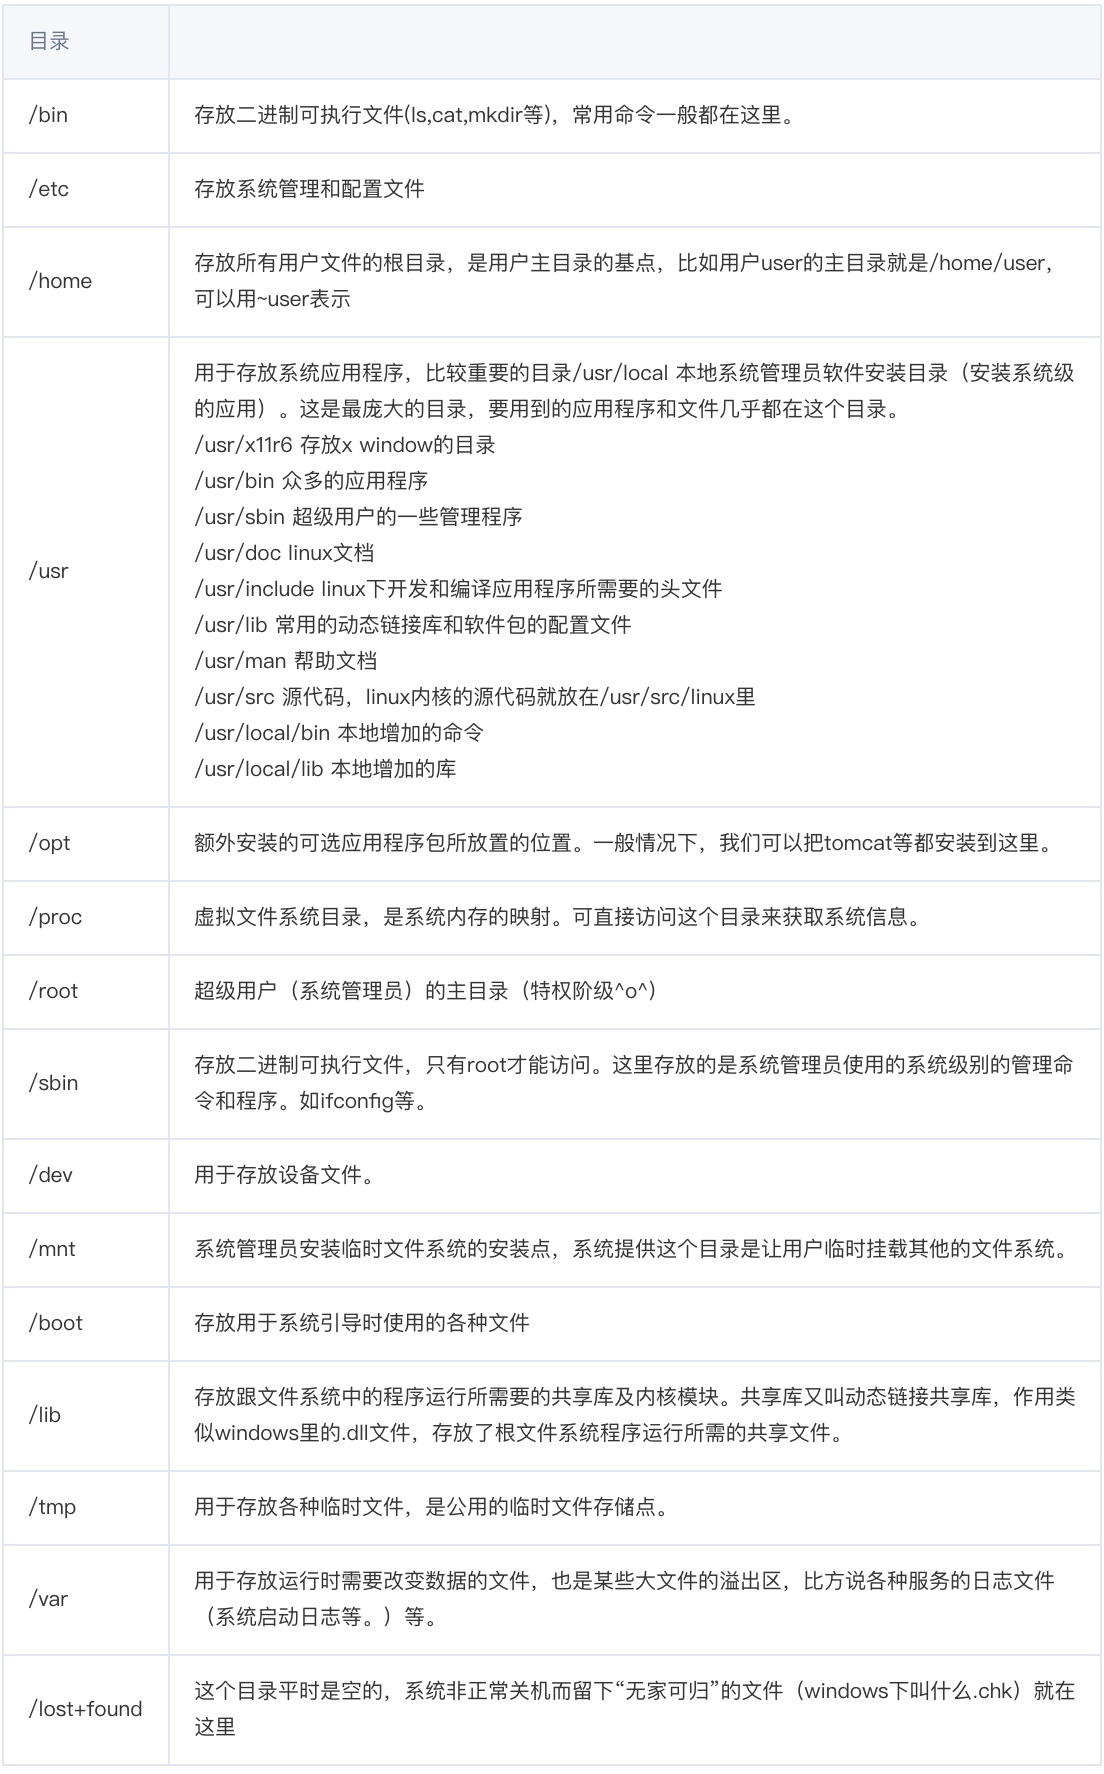 目录
/bin
存放二进制可执行文件(ls,cat,mkdir等)，常用命令一般都在这里。
/etc
存放系统管理和配置文件
/home
存放所有用户文件的根目录，是用户主目录的基点，比如用户user的主目录就是/home/user，
可以用~user表示
/usr
用于存放系统应用程序，比较重要的目录/usr/local 本地系统管理员软件安装目录（安装系统级
的应用）。这是最庞大的目录，要用到的应用程序和文件几乎都在这个目录。
/usr/x11r6 存放x window的目录
/usr/bin 众多的应用程序
/usr/sbin 超级用户的一些管理程序
/usr/doc linux文档
/usr/include linux下开发和编译应用程序所需要的头文件
/usr/lib 常用的动态链接库和软件包的配置文件
/usr/man 帮助文档
/usr/src 源代码，linux内核的源代码就放在/usr/src/linux里
/usr/local/bin 本地增加的命令
/usr/local/lib 本地增加的库
/opt
额外安装的可选应用程序包所放置的位置。一般情况下，我们可以把tomcat等都安装到这里。
/proc
虚拟文件系统目录，是系统内存的映射。可直接访问这个目录来获取系统信息。
/root
超级用户（系统管理员）的主目录（特权阶级^o^）
/sbin
存放二进制可执行文件，只有root才能访问。这里存放的是系统管理员使用的系统级别的管理命
令和程序。如ifconfig等。
/dev
用于存放设备文件。
/mnt
系统管理员安装临时文件系统的安装点，系统提供这个目录是让用户临时挂载其他的文件系统。
/boot
存放用于系统引导时使用的各种文件
/lib
存放跟文件系统中的程序运行所需要的共享库及内核模块。共享库又叫动态链接共享库，作用类
似windows里的.dll文件，存放了根文件系统程序运行所需的共享文件。
/tmp
用于存放各种临时文件，是公用的临时文件存储点。
/var
用于存放运行时需要改变数据的文件，也是某些大文件的溢出区，比方说各种服务的日志文件
（系统启动日志等。）等。
/lost+found
这个目录平时是空的，系统非正常关机而留下“无家可归”的文件（windows下叫什么.chk）就在
这里